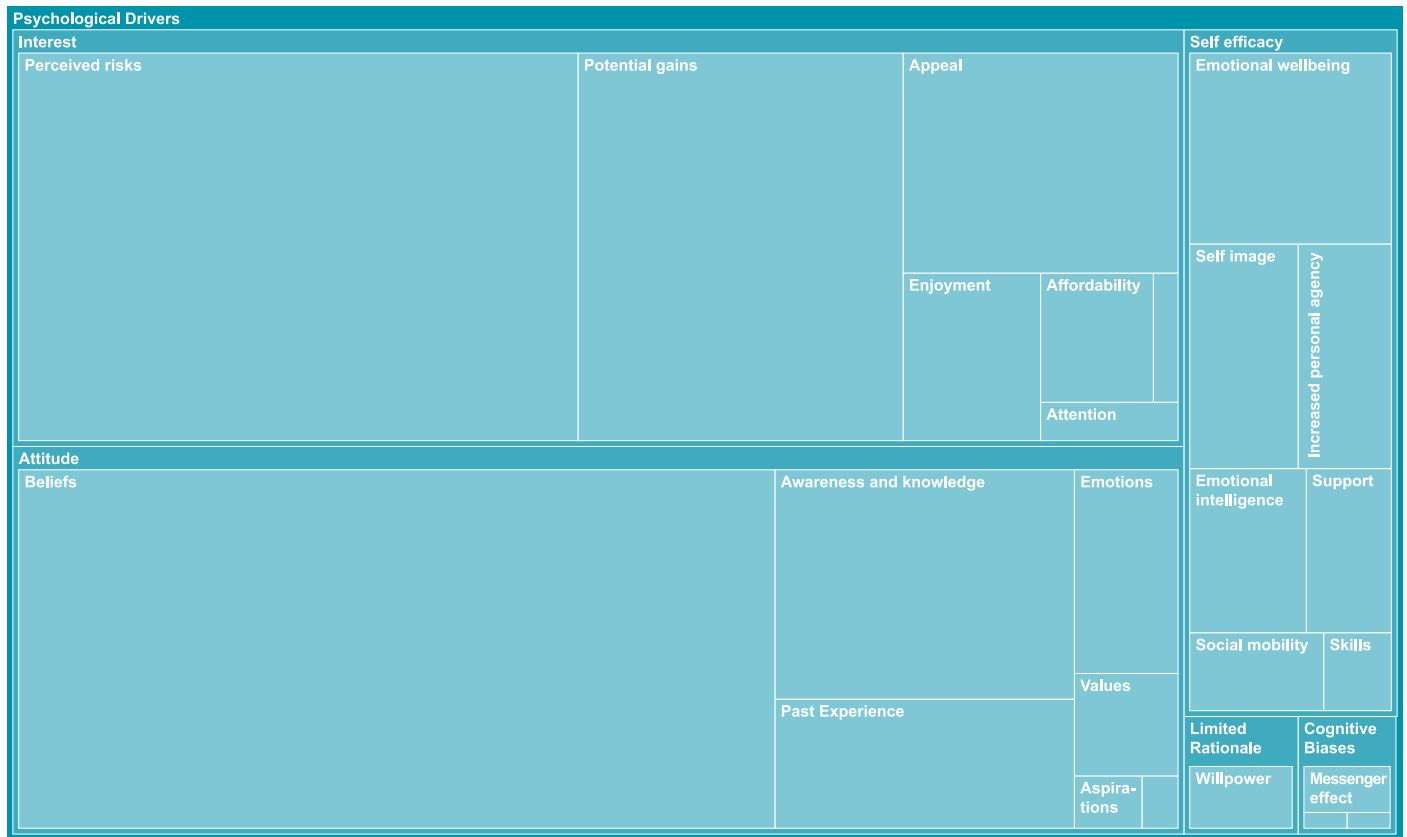 Psychological Drivers
Interest
Perceived risks
Potential gains
Appeal
Enjoyment
Affordability
Attention
Attitude
Beliefs
Awareness and knowledge
Past Experience
Emotions
Values
Aspira-
tions
Self efficacy
Emotional wellbeing
Self image
Increased personal agency
Emotional
intelligence
Support
Social mobility
Skills
Limited
Rationale
Willpower
Cognitive
Biases
Messenger
effect